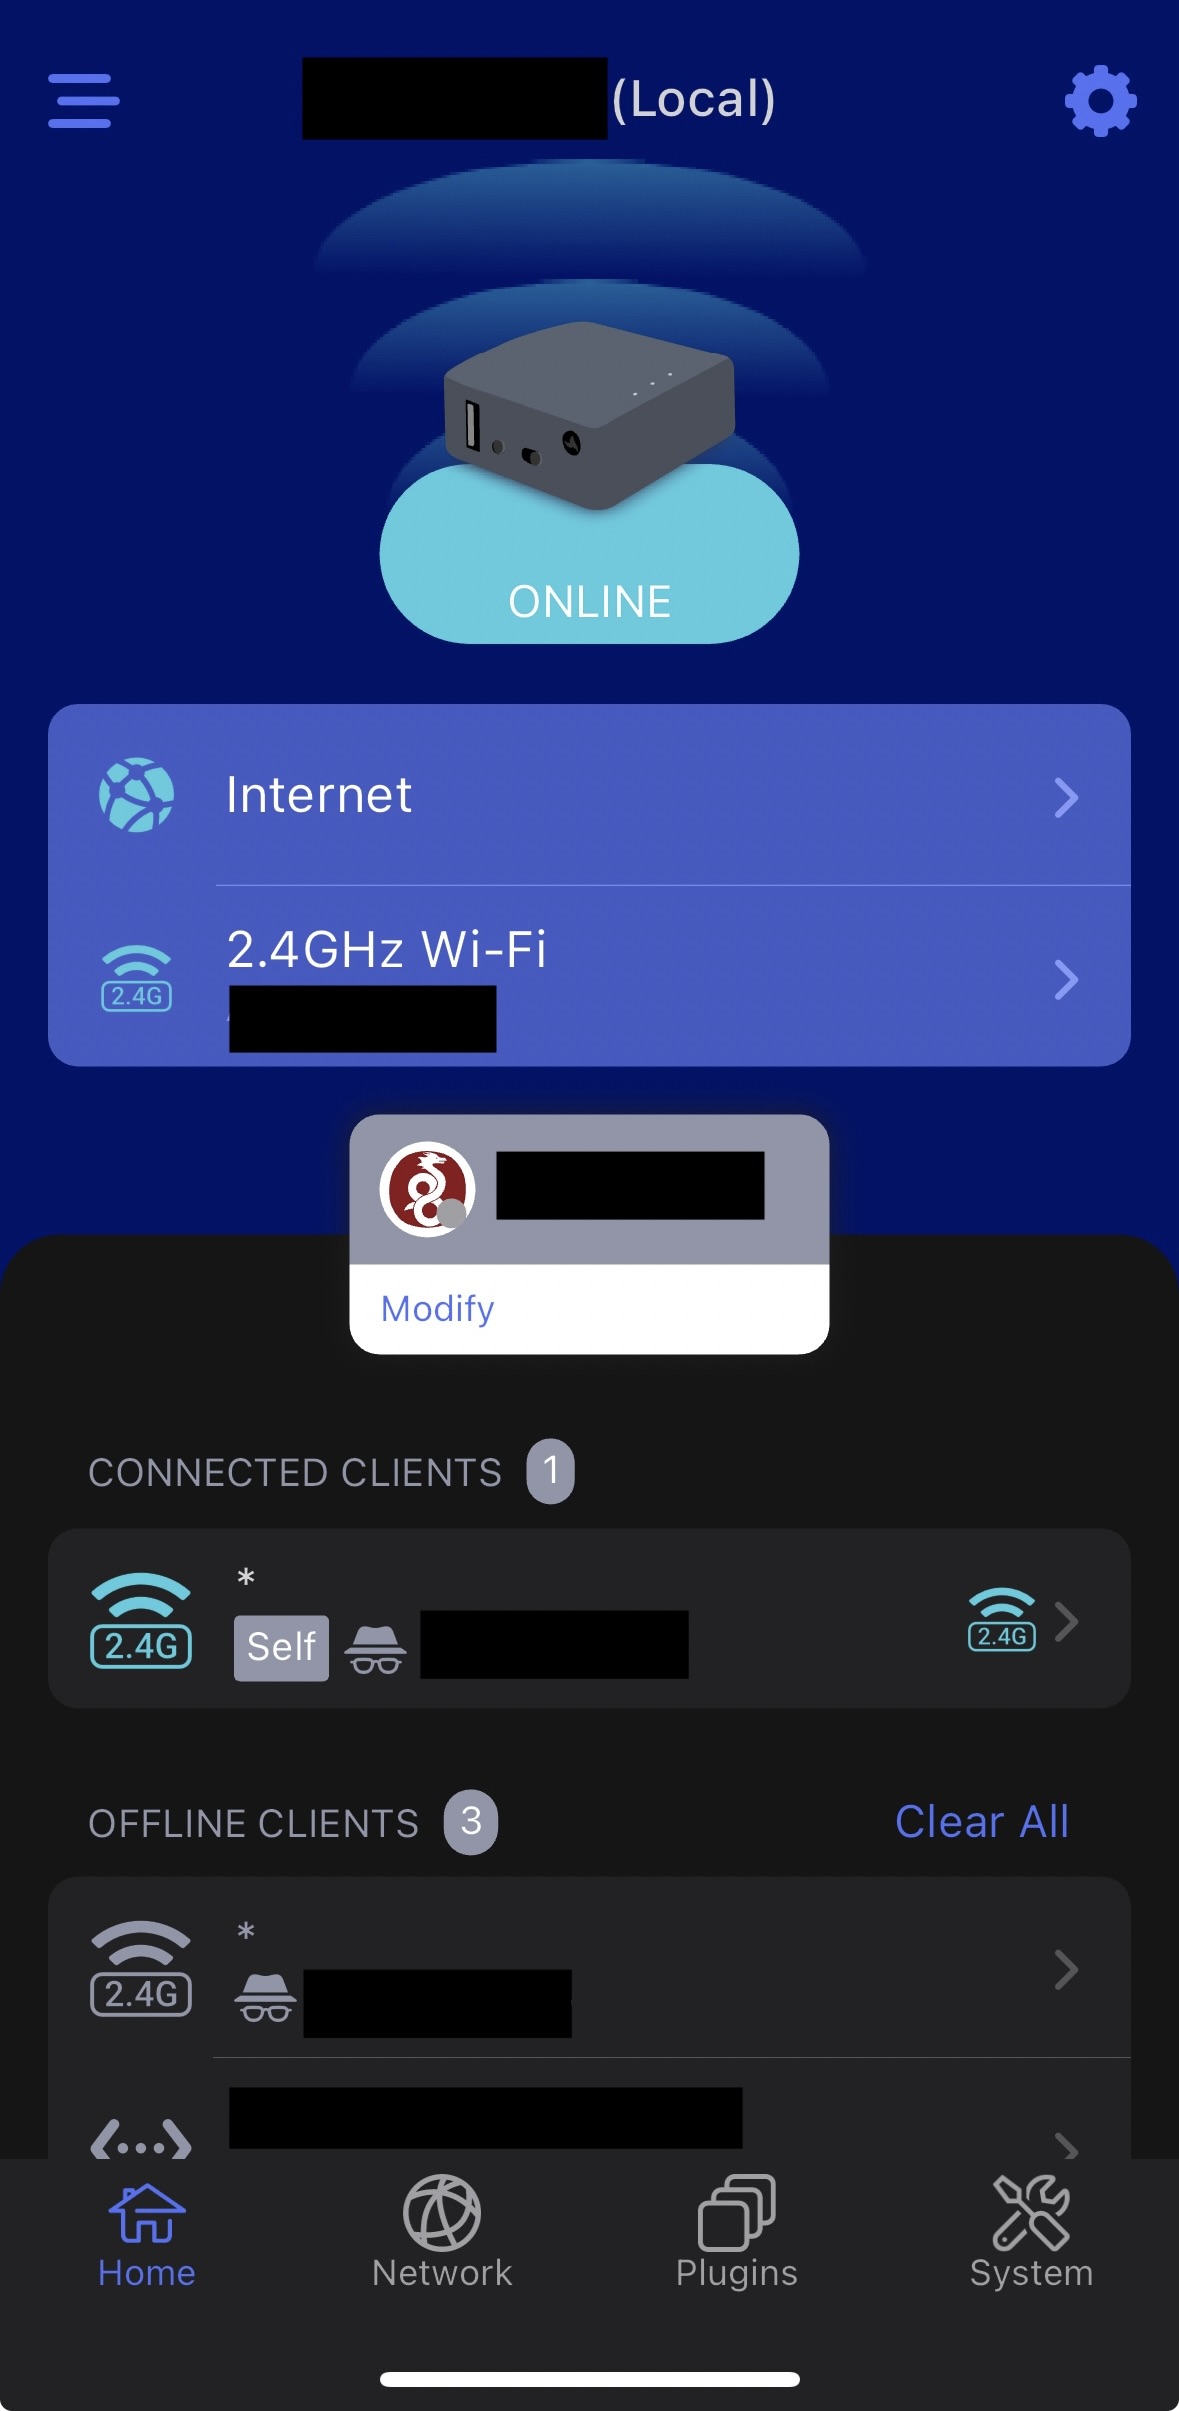 (Local)
ONLINE
Internet
2.4GHz Wi-Fi
2.4G
Modify
CONNECTED CLIENTS 1
*
2.4G
Self
2.4G
OFFLINE CLIENTS 3
Clear All
*
2.4G
Home
Network
Plugins
System